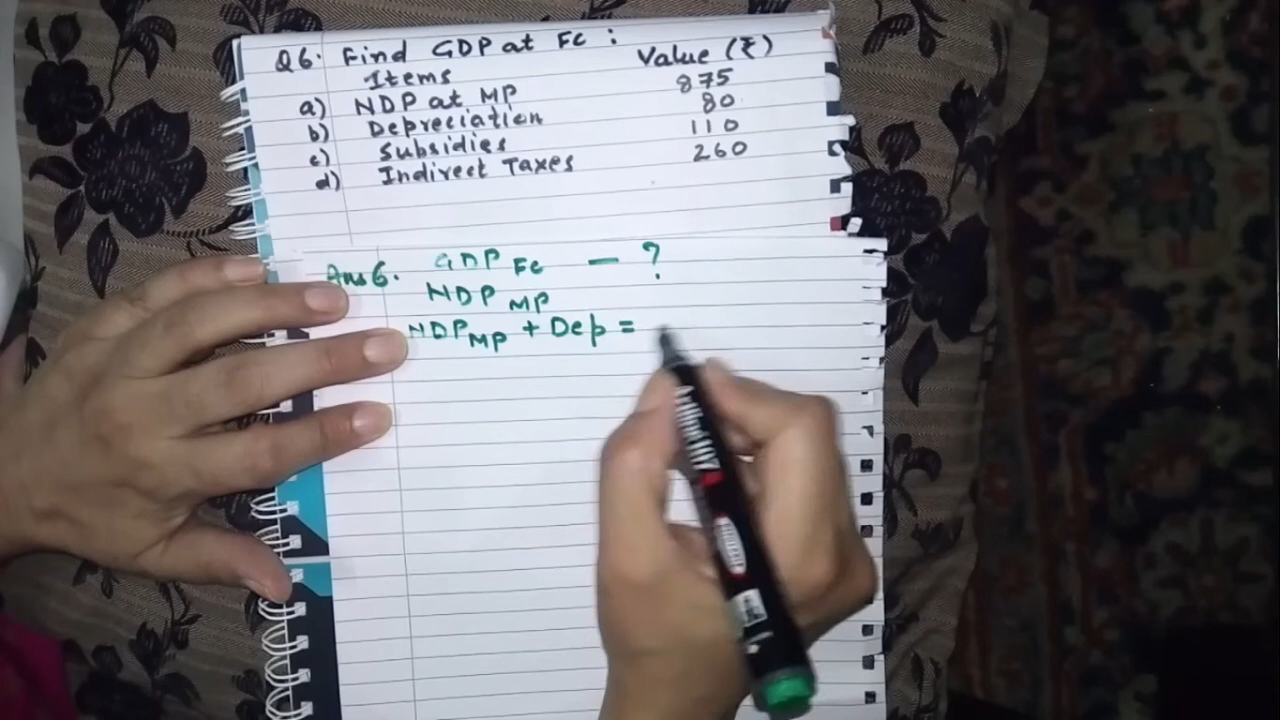 Q6. Find GDP at FC : Value (₹)
Items 875
a) NDP at MP 80
b) Depreciation 110
c) Subsidies 260
d) Indirect Taxes
Ans 6. GDP FC — ?
NDP MP
NDP MP + Dep =